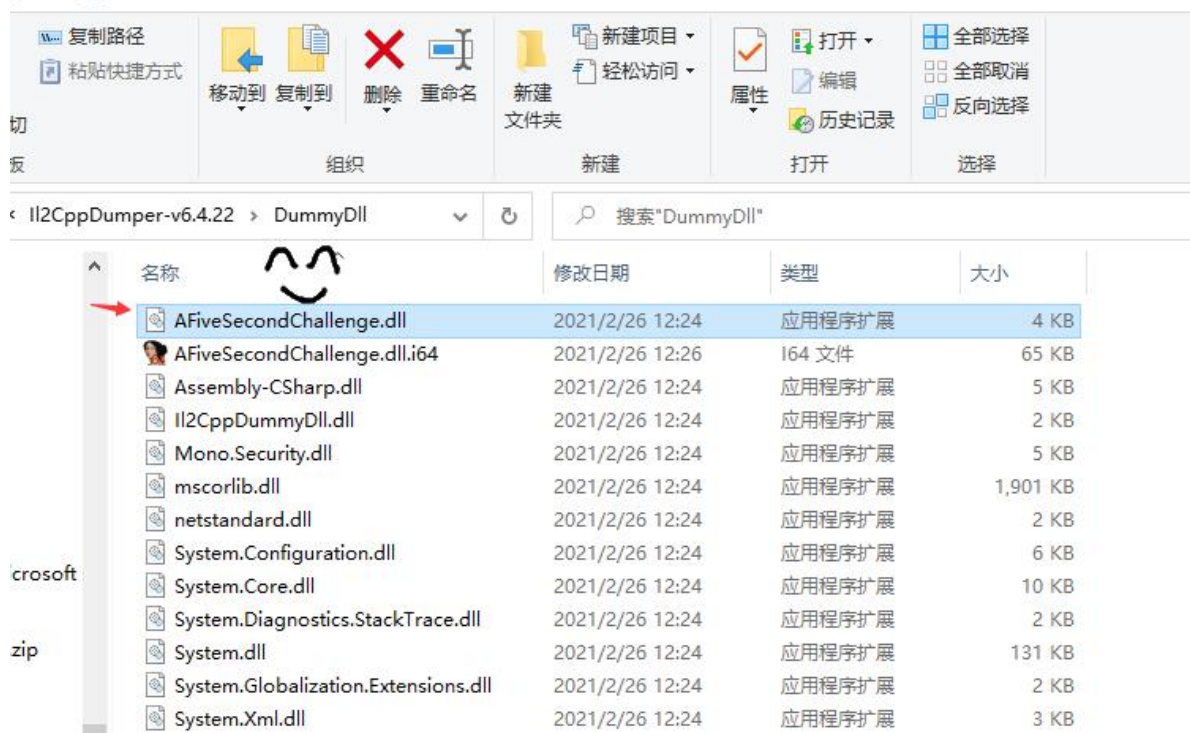 复制路径
粘贴快捷方式
切
板
移动到
复制到
删除
重命名
组织
新建
文件夹
新建项目
轻松访问
新建
属性
打开
编辑
历史记录
打开
全部选择
全部取消
反向选择
选择
Il2CppDumper-v6.4.22 > DummyDll
搜索"DummyDll"
名称 修改日期 类型 大小
AFiveSecondChallenge.dll 2021/2/26 12:24 应用程序扩展 4 KB
AFiveSecondChallenge.dll.i64 2021/2/26 12:26 I64 文件 65 KB
Assembly-CSharp.dll 2021/2/26 12:24 应用程序扩展 5 KB
Il2CppDummyDll.dll 2021/2/26 12:24 应用程序扩展 2 KB
Mono.Security.dll 2021/2/26 12:24 应用程序扩展 5 KB
mscorlib.dll 2021/2/26 12:24 应用程序扩展 1,901 KB
netstandard.dll 2021/2/26 12:24 应用程序扩展 2 KB
System.Configuration.dll 2021/2/26 12:24 应用程序扩展 6 KB
crosoft
System.Core.dll 2021/2/26 12:24 应用程序扩展 10 KB
System.Diagnostics.StackTrace.dll 2021/2/26 12:24 应用程序扩展 2 KB
zip
System.dll 2021/2/26 12:24 应用程序扩展 131 KB
System.Globalization.Extensions.dll 2021/2/26 12:24 应用程序扩展 2 KB
System.Xml.dll 2021/2/26 12:24 应用程序扩展 3 KB